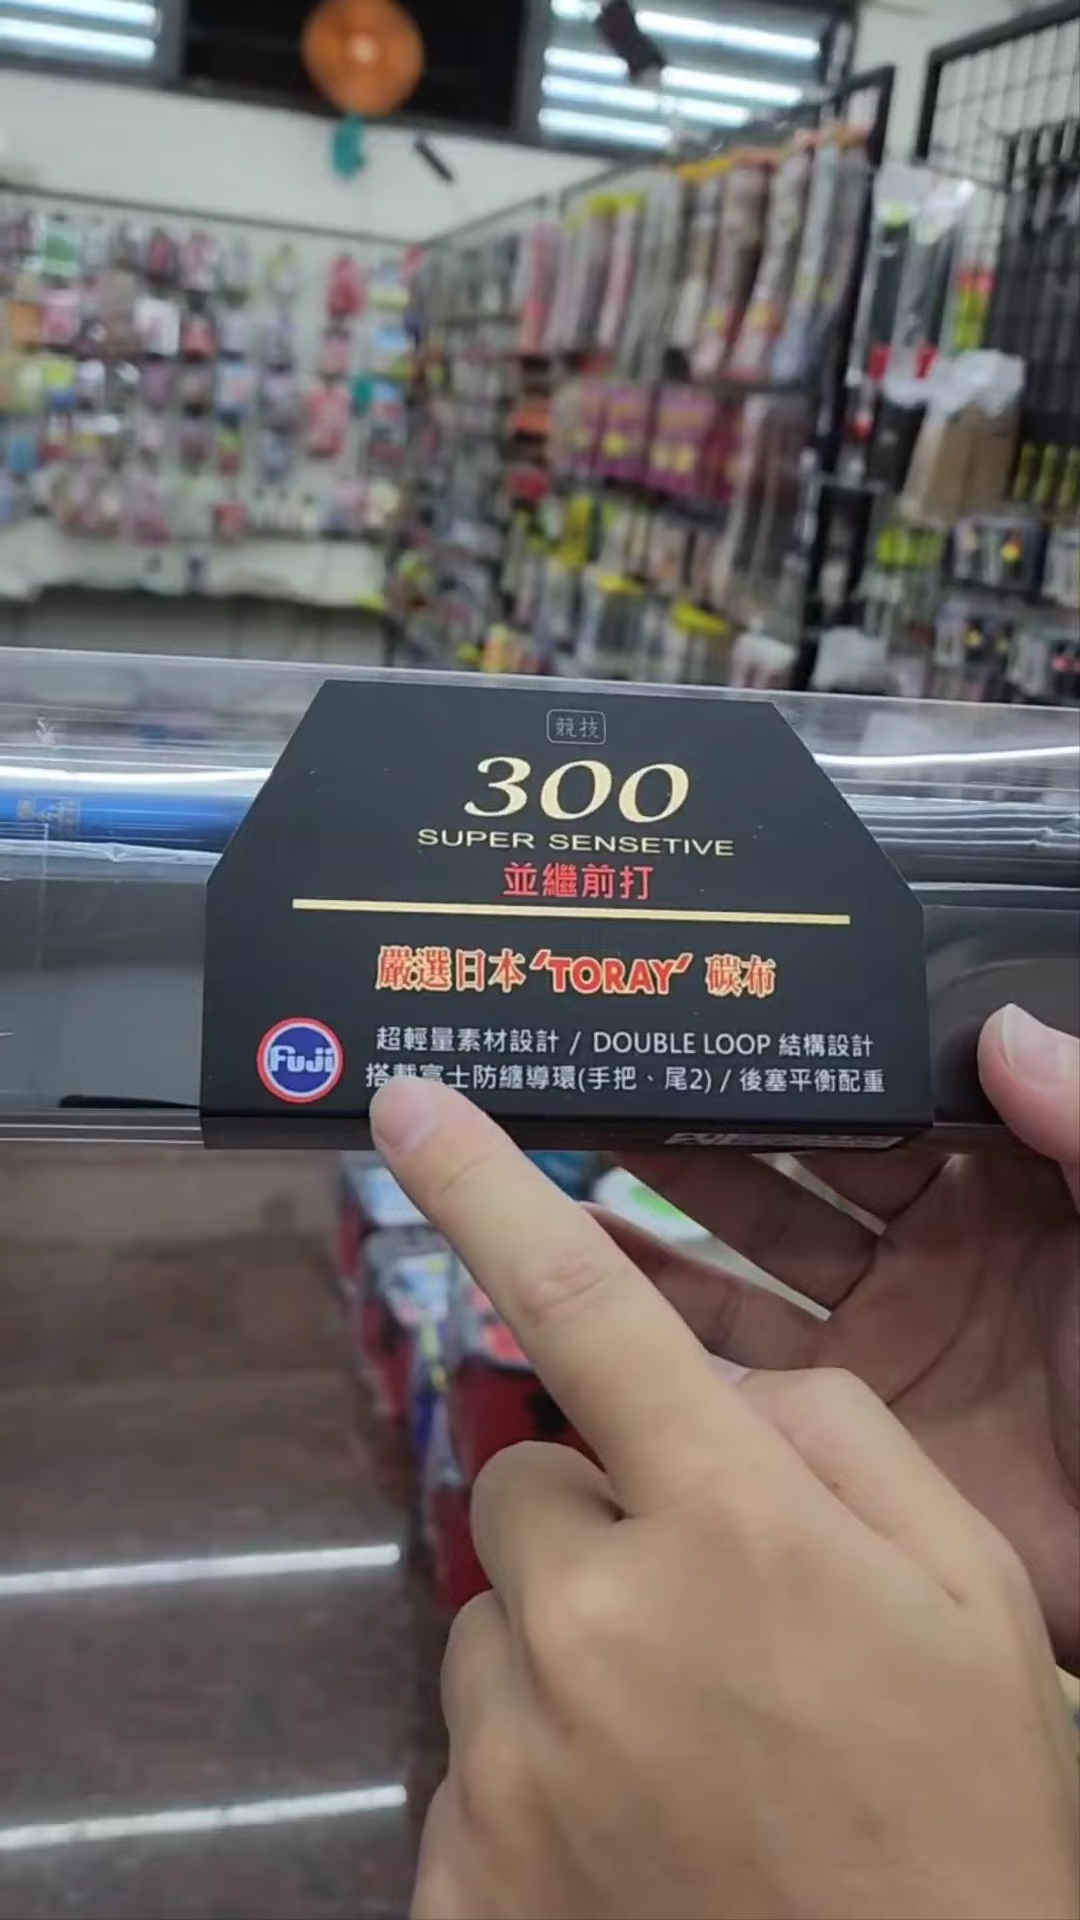 競技
300
SUPER SENSETIVE
並繼前打
嚴選日本“TORAY” 碳布
Fuji
超輕量素材設計 / DOUBLE LOOP 結構設計
搭載富士防纏導環(手把、尾2) / 後塞平衡配重